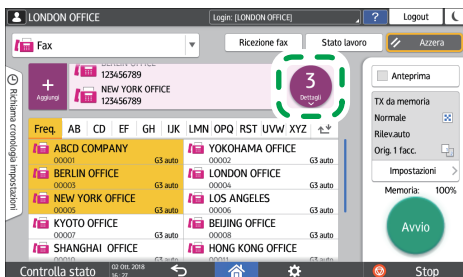 LONDON OFFICE
Login: [LONDON OFFICE]
?
Logout
Fax
Ricezione fax
Stato lavoro
Azzera
Richiama cronologia impostazioni
+
Aggiungi
BERLIN OFFICE
123456789
NEW YORK OFFICE
123456789
3
Dettagli
Anteprima
TX da memoria
Normale
Rilev.auto
Orig. 1 facc.
Impostazioni
Memoria: 100%
Avvio
Freq. AB CD EF GH IJK LMN OPQ RST UVW XYZ
ABCD COMPANY
00001 G3 auto
YOKOHAMA OFFICE
00002 G3 auto
BERLIN OFFICE
00003 G3 auto
LONDON OFFICE
00004 G3 auto
NEW YORK OFFICE
00005 G3 auto
LOS ANGELES
00006 G3 auto
KYOTO OFFICE
00007 G3 auto
BEIJING OFFICE
00008 G3 auto
SHANGHAI OFFICE
HONG KONG OFFICE
Controlla stato
02 Ott. 2018
16: 27
Stop